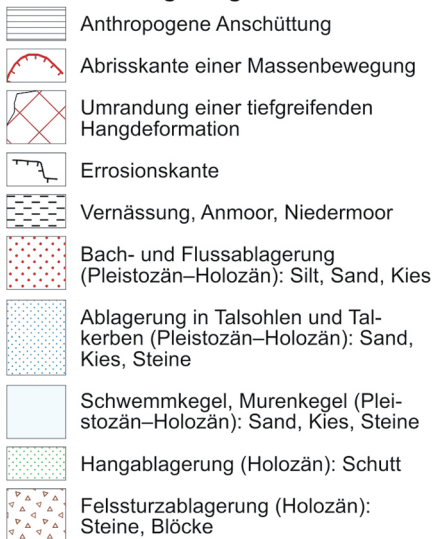 Anthropogene Anschüttung
Abrisskante einer Massenbewegung
Umrandung einer tiefgreifenden
Hangdeformation
Errosionskante
Vernässung, Anmoor, Niedermoor
Bach- und Flussablagerung
(Pleistozän–Holozän): Silt, Sand, Kies
Ablagerung in Talsohlen und Tal-
kerben (Pleistozän–Holozän): Sand,
Kies, Steine
Schwemmkegel, Murenkegel (Plei-
stozän–Holozän): Sand, Kies, Steine
Hangablagerung (Holozän): Schutt
Felssturzablagerung (Holozän):
Steine, Blöcke